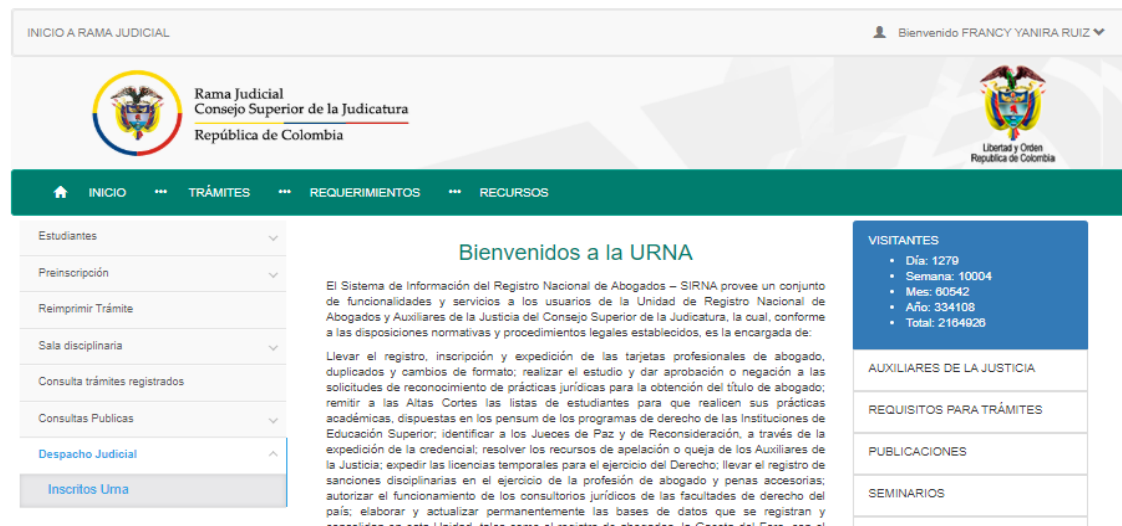 INICIO A RAMA JUDICIAL
Bienvenido FRANCY YANIRA RUIZ
Rama Judicial
Consejo Superior de la Judicatura
República de Colombia
Libertad y Orden
Republica de Colombia
INICIO ••• TRÁMITES ••• REQUERIMIENTOS ••• RECURSOS
Estudiantes
Preinscripción
Reimprimir Trámite
Sala disciplinaria
Consulta trámites registrados
Consultas Publicas
Despacho Judicial
Inscritos Urna
Bienvenidos a la URNA
El Sistema de Información del Registro Nacional de Abogados – SIRNA provee un conjunto
de funcionalidades y servicios a los usuarios de la Unidad de Registro Nacional de
Abogados y Auxiliares de la Justicia del Consejo Superior de la Judicatura, la cual, conforme
a las disposiciones normativas y procedimientos legales establecidos, es la encargada de:
Llevar el registro, inscripción y expedición de las tarjetas profesionales de abogado,
duplicados y cambios de formato; realizar el estudio y dar aprobación o negación a las
solicitudes de reconocimiento de prácticas jurídicas para la obtención del título de abogado;
remitir a las Altas Cortes las listas de estudiantes para que realicen sus prácticas
académicas, dispuestas en los pensum de los programas de derecho de las Instituciones de
Educación Superior; identificar a los Jueces de Paz y de Reconsideración, a través de la
expedición de la credencial; resolver los recursos de apelación o queja de los Auxiliares de
la Justicia; expedir las licencias temporales para el ejercicio del Derecho; llevar el registro de
sanciones disciplinarias en el ejercicio de la profesión de abogado y penas accesorias;
autorizar el funcionamiento de los consultorios jurídicos de las facultades de derecho del
país; elaborar y actualizar permanentemente las bases de datos que se registran y
VISITANTES
• Día: 1279
• Semana: 10004
• Mes: 60542
• Año: 334108
• Total: 2164926
AUXILIARES DE LA JUSTICIA
REQUISITOS PARA TRÁMITES
PUBLICACIONES
SEMINARIOS